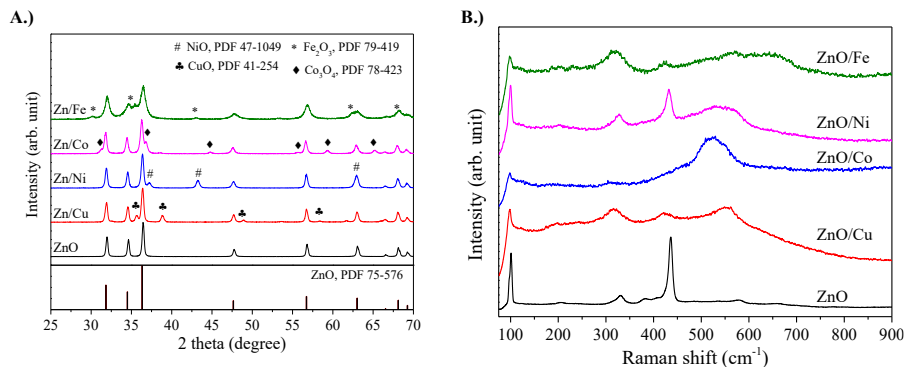 A.)
# NiO, PDF 47-1049
* Fe₂O₃, PDF 79-419
♣ CuO, PDF 41-254
♦ Co₃O₄, PDF 78-423
Zn/Fe
Zn/Co
Zn/Ni
Zn/Cu
ZnO
ZnO, PDF 75-576
Intensity (arb. unit)
25 30 35 40 45 50 55 60 65 70
2 theta (degree)
B.)
ZnO/Fe
ZnO/Ni
ZnO/Co
ZnO/Cu
ZnO
Intensity (arb. unit)
100 200 300 400 500 600 700 800 900
Raman shift (cm⁻¹)